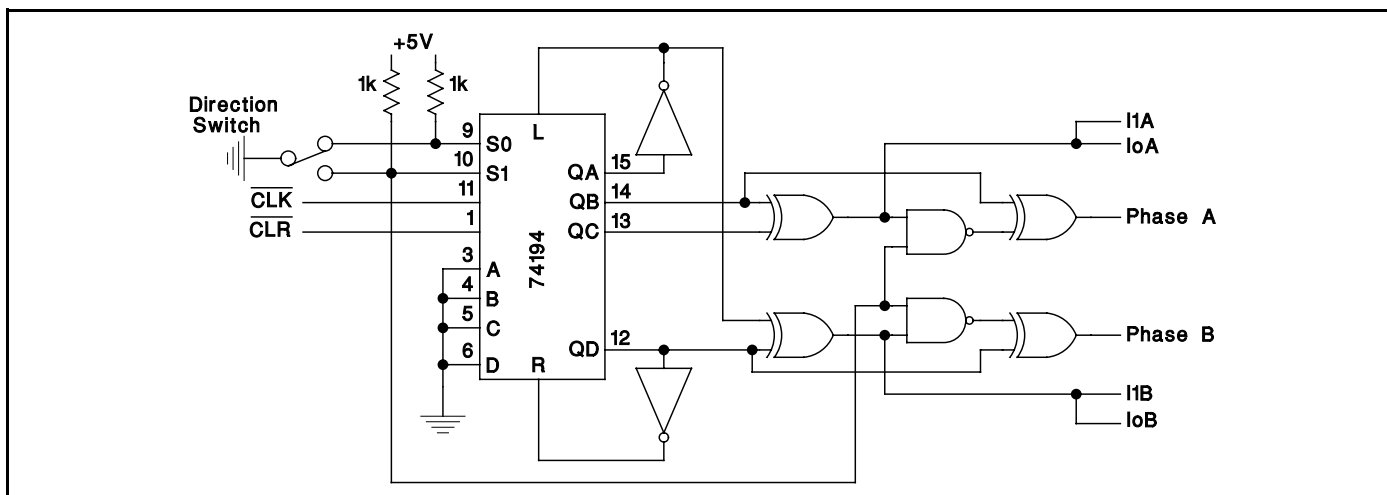 +5V
1k
1k
Direction
Switch
9
S0
L
10
S1
QA
15
11
QB
14
CLK
1
QC
13
CLR
3
A
74194
4
B
5
C
6
D
R
QD
12
I1A
IoA
Phase A
Phase B
I1B
IoB